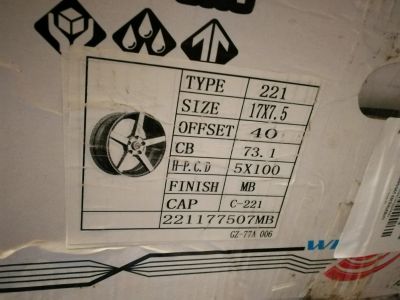 TYPE 221
SIZE 17X7.5
OFFSET 40
CB 73.1
H·P.C.D 5X100
FINISH MB
CAP C-221
221177507MB
GZ-77A 006